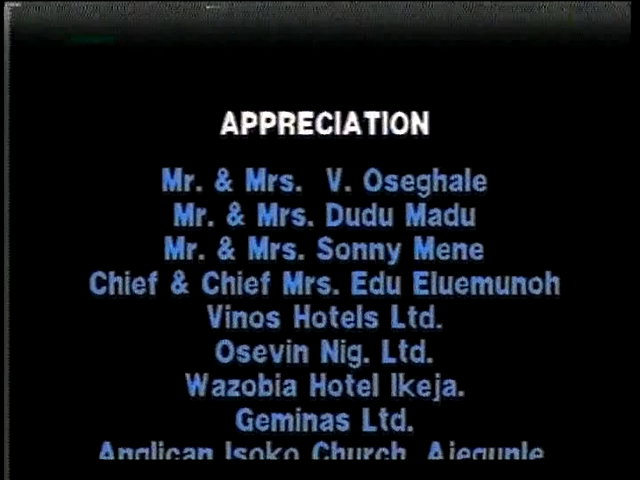 APPRECIATION
Mr. & Mrs. V. Oseghale
Mr. & Mrs. Dudu Madu
Mr. & Mrs. Sonny Mene
Chief & Chief Mrs. Edu Eluemunoh
Vinos Hotels Ltd.
Osevin Nig. Ltd.
Wazobia Hotel Ikeja.
Geminas Ltd.
Anglican Isoko Church, Ajegunle